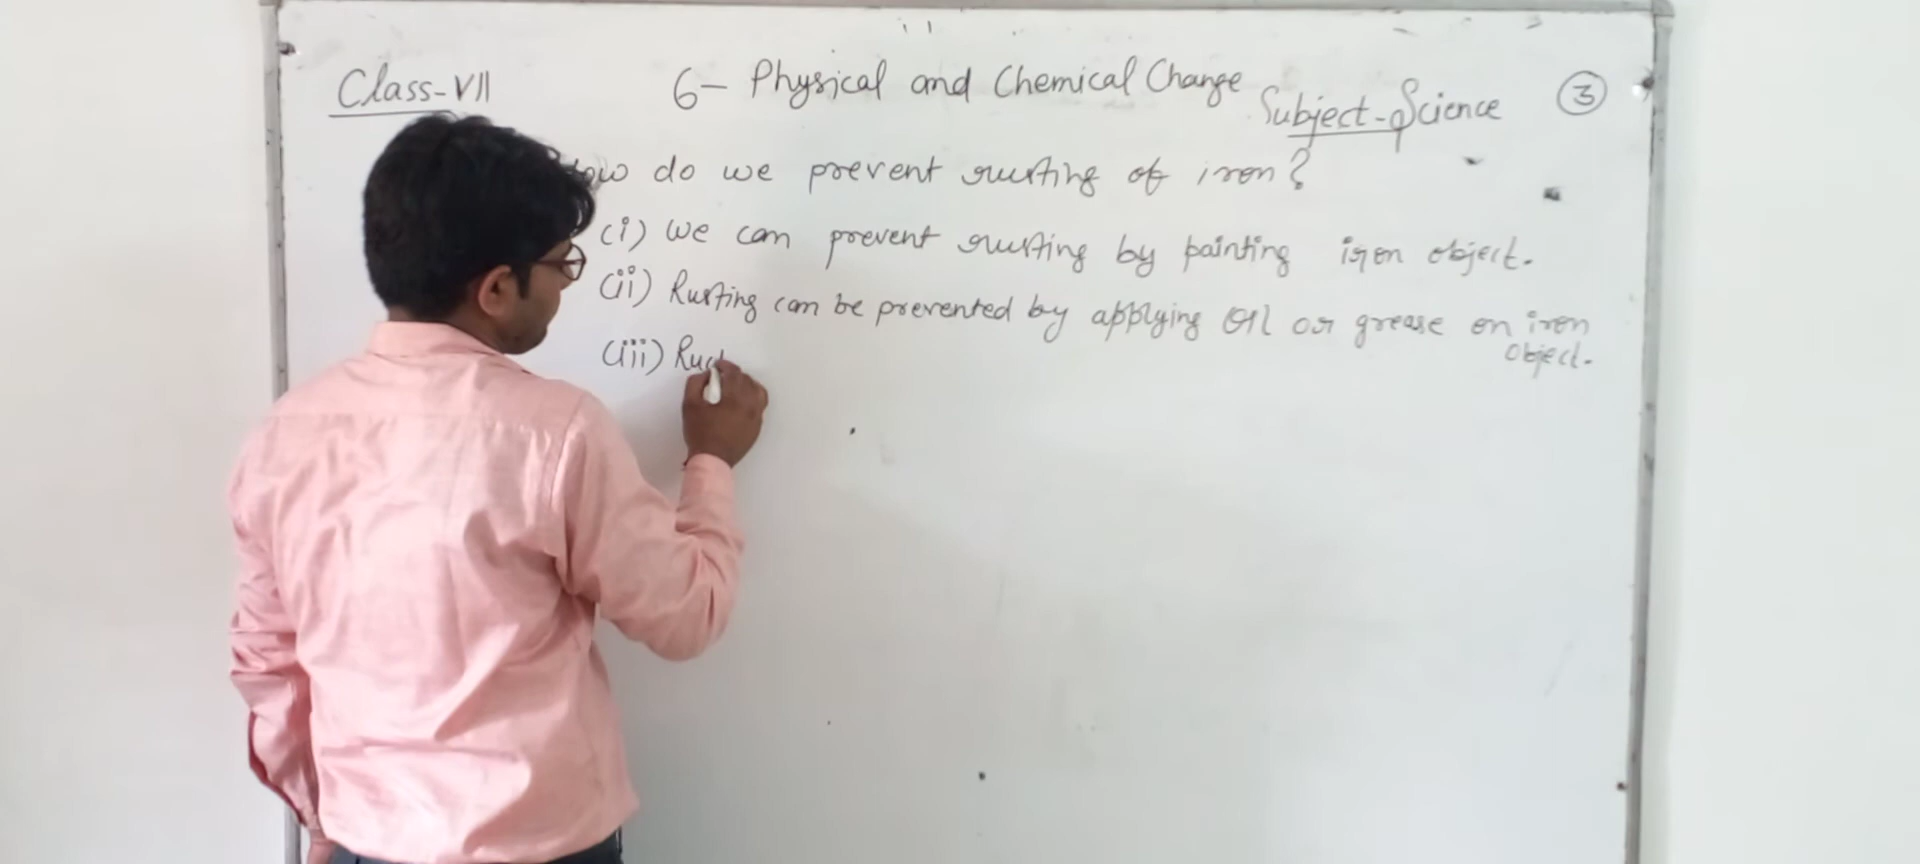 Class-VII
6- Physical and Chemical Change
Subject-Science
3
How do we prevent rusting of iron?
(i) We can prevent rusting by painting iron object.
(ii) Rusting can be prevented by applying Oil or grease on iron
object.
(iii) Rus